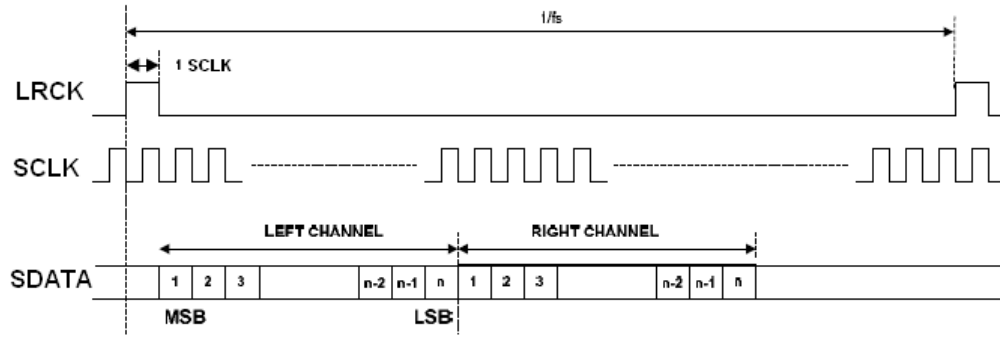 1/fs
1 SCLK
LRCK
SCLK
LEFT CHANNEL RIGHT CHANNEL
SDATA 1 2 3 n-2 n-1 n 1 2 3 n-2 n-1 n
MSB LSB